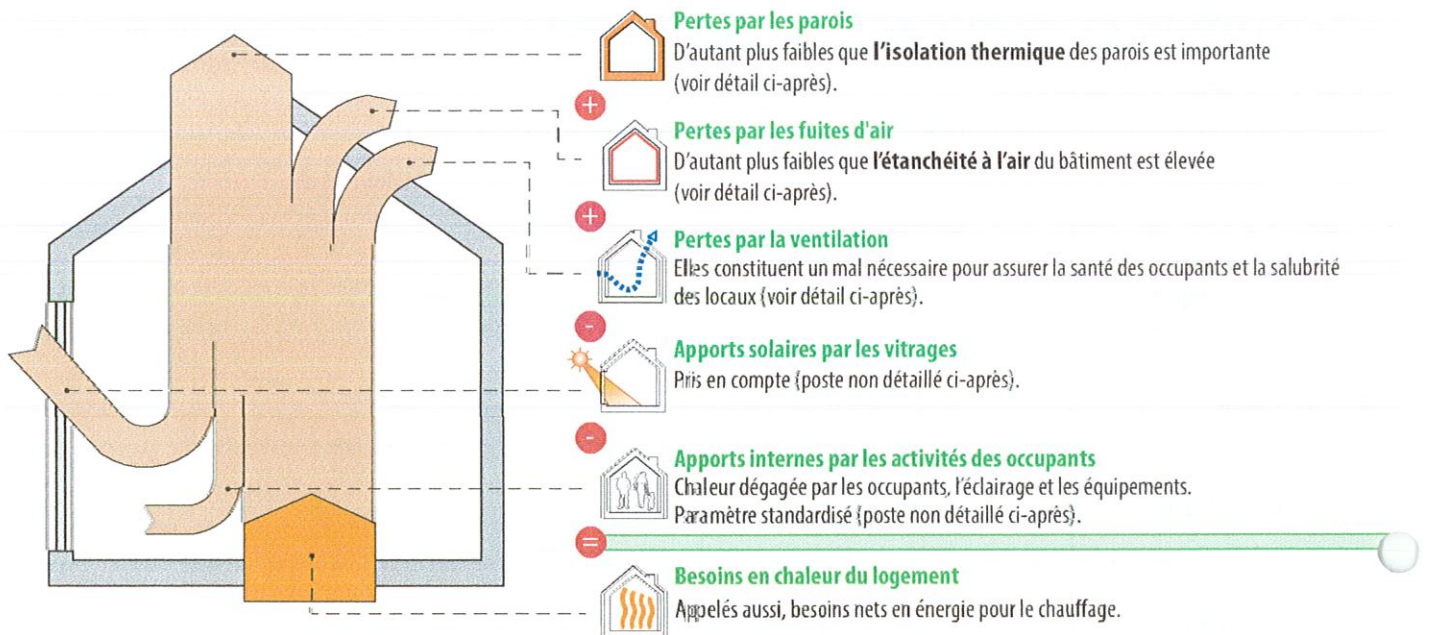 Pertes par les parois
D'autant plus faibles que l'isolation thermique des parois est importante
(voir détail ci-après).
+
Pertes par les fuites d'air
D'autant plus faibles que l'étanchéité à l'air du bâtiment est élevée
(voir détail ci-après).
+
Pertes par la ventilation
Elles constituent un mal nécessaire pour assurer la santé des occupants et la salubrité
des locaux (voir détail ci-après).
-
Apports solaires par les vitrages
Pris en compte (poste non détaillé ci-après).
-
Apports internes par les activités des occupants
Chaleur dégagée par les occupants, l'éclairage et les équipements.
Paramètre standardisé (poste non détaillé ci-après).
=
Besoins en chaleur du logement
Appelés aussi, besoins nets en énergie pour le chauffage.